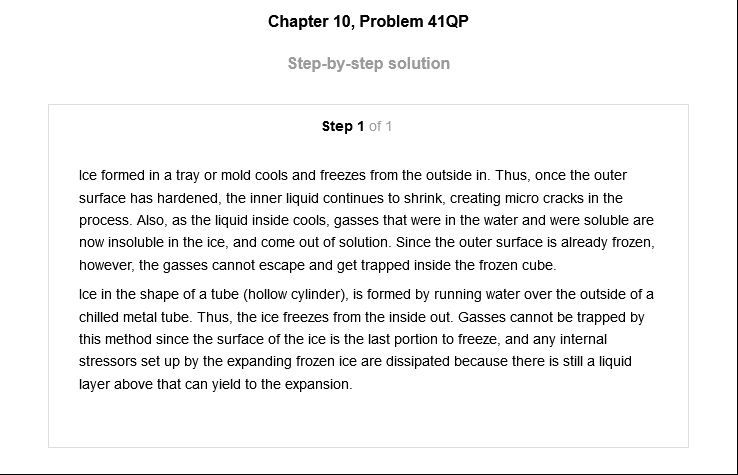 Chapter 10, Problem 41QP
Step-by-step solution
Step 1 of 1
Ice formed in a tray or mold cools and freezes from the outside in. Thus, once the outer
surface has hardened, the inner liquid continues to shrink, creating micro cracks in the
process. Also, as the liquid inside cools, gasses that were in the water and were soluble are
now insoluble in the ice, and come out of solution. Since the outer surface is already frozen,
however, the gasses cannot escape and get trapped inside the frozen cube.
Ice in the shape of a tube (hollow cylinder), is formed by running water over the outside of a
chilled metal tube. Thus, the ice freezes from the inside out. Gasses cannot be trapped by
this method since the surface of the ice is the last portion to freeze, and any internal
stressors set up by the expanding frozen ice are dissipated because there is still a liquid
layer above that can yield to the expansion.